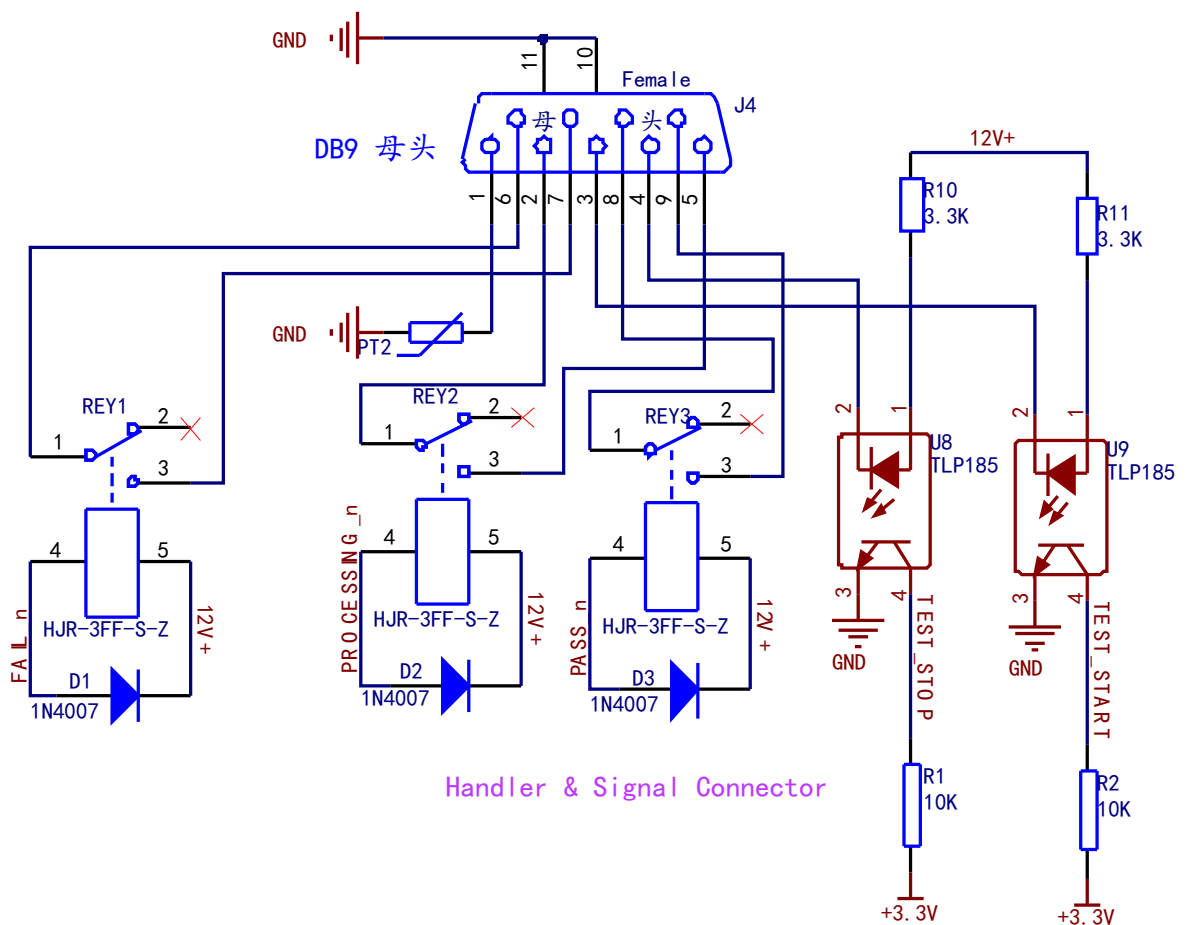 GND
11
10
Female
J4
母 头
DB9 母头
1
6
2
7
3
8
4
9
5
12V+
R10
3.3K
R11
3.3K
GND
PT2
REY1
1
2
3
REY2
1
2
3
REY3
1
2
3
2
1
U8
TLP185
2
1
U9
TLP185
4
5
FAIL_n
12V+
HJR-3FF-S-Z
D1
1N4007
4
5
PROCESSING_n
12V+
HJR-3FF-S-Z
D2
1N4007
4
5
PASS_n
12V+
HJR-3FF-S-Z
D3
1N4007
3
4
GND
TEST_STOP
3
4
GND
TEST_START
Handler & Signal Connector
R1
10K
R2
10K
+3.3V
+3.3V